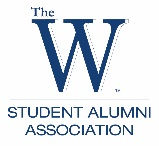 The
W
STUDENT ALUMNI
ASSOCIATION